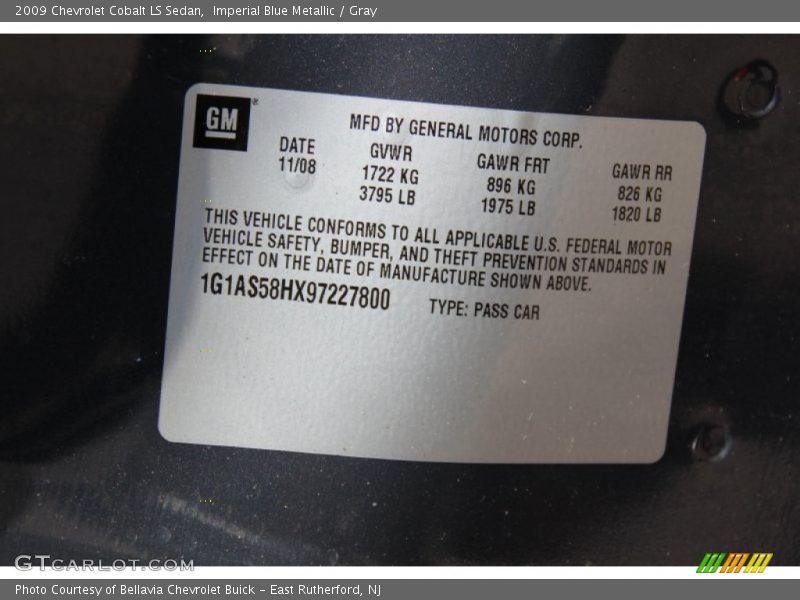 2009 Chevrolet Cobalt LS Sedan,  Imperial Blue Metallic / Gray
GM®
MFD BY GENERAL MOTORS CORP.
DATE GVWR GAWR FRT GAWR RR
11/08 1722 KG 896 KG 826 KG
3795 LB 1975 LB 1820 LB
THIS VEHICLE CONFORMS TO ALL APPLICABLE U.S. FEDERAL MOTOR
VEHICLE SAFETY, BUMPER, AND THEFT PREVENTION STANDARDS IN
EFFECT ON THE DATE OF MANUFACTURE SHOWN ABOVE.
1G1AS58HX97227800 TYPE: PASS CAR
GTCARLOT.COM
Photo Courtesy of Bellavia Chevrolet Buick - East Rutherford, NJ